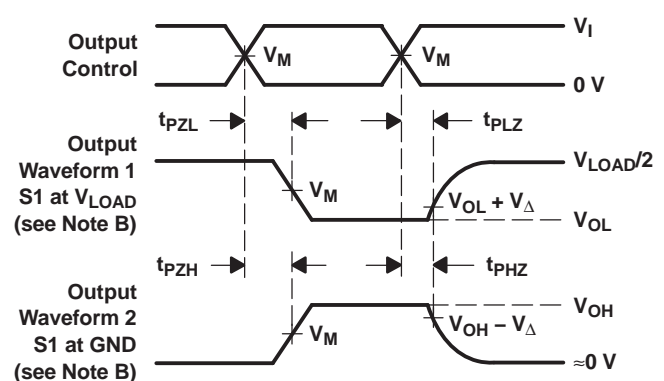 Output
Control
V_I
V_M
V_M
0 V
t_PZL
t_PLZ
Output
Waveform 1
S1 at V_LOAD
(see Note B)
V_LOAD/2
V_M
V_OL + V_Δ
V_OL
t_PZH
t_PHZ
Output
Waveform 2
S1 at GND
(see Note B)
V_OH
V_M
V_OH − V_Δ
≈0 V